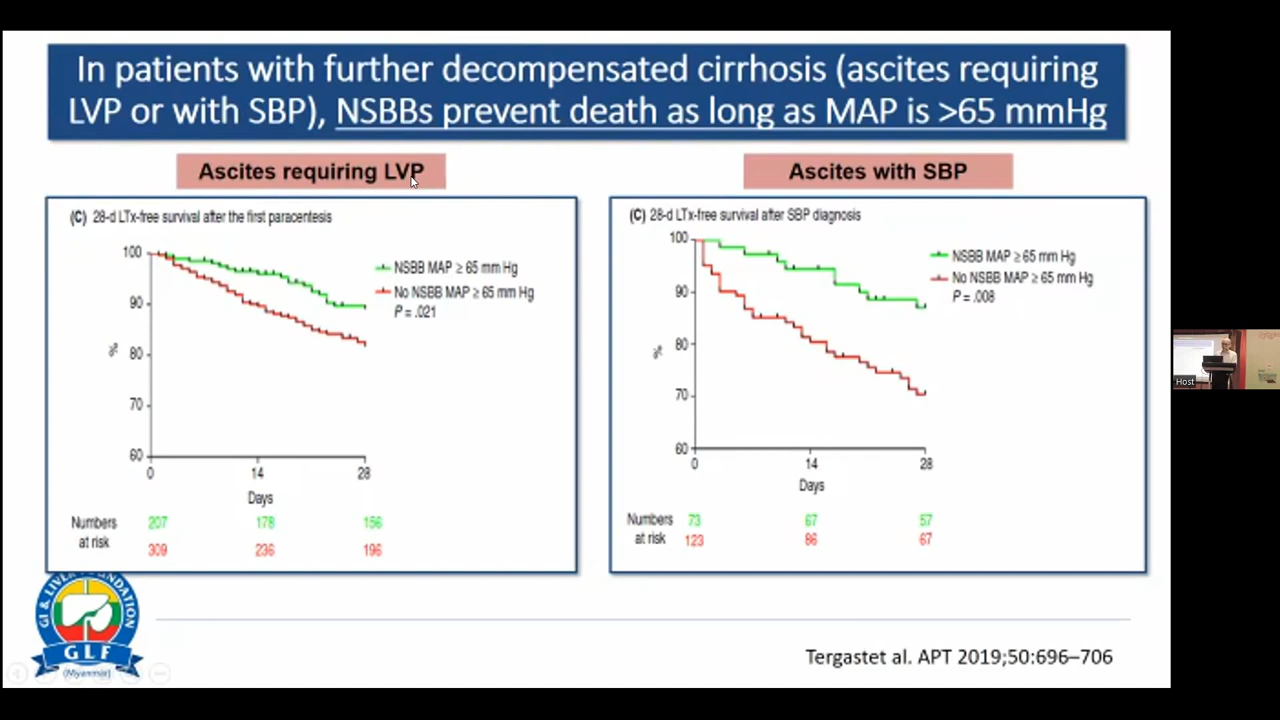 In patients with further decompensated cirrhosis (ascites requiring
LVP or with SBP), NSBBs prevent death as long as MAP is >65 mmHg
Ascites requiring LVP
(C) 28-d LTx-free survival after the first paracentesis
100
90
80
70
60
%
0 14 28
Days
NSBB MAP ≥ 65 mm Hg
No NSBB MAP ≥ 65 mm Hg
P = .021
Numbers
at risk
207 178 156
309 236 196
Ascites with SBP
(C) 28-d LTx-free survival after SBP diagnosis
100
90
80
70
60
%
0 14 28
Days
NSBB MAP ≥ 65 mm Hg
No NSBB MAP ≥ 65 mm Hg
P = .008
Numbers
at risk
73 67 57
123 86 67
GI & LIVER FOUNDATION
GLF
(Myanmar)
Tergastet al. APT 2019;50:696–706
Host